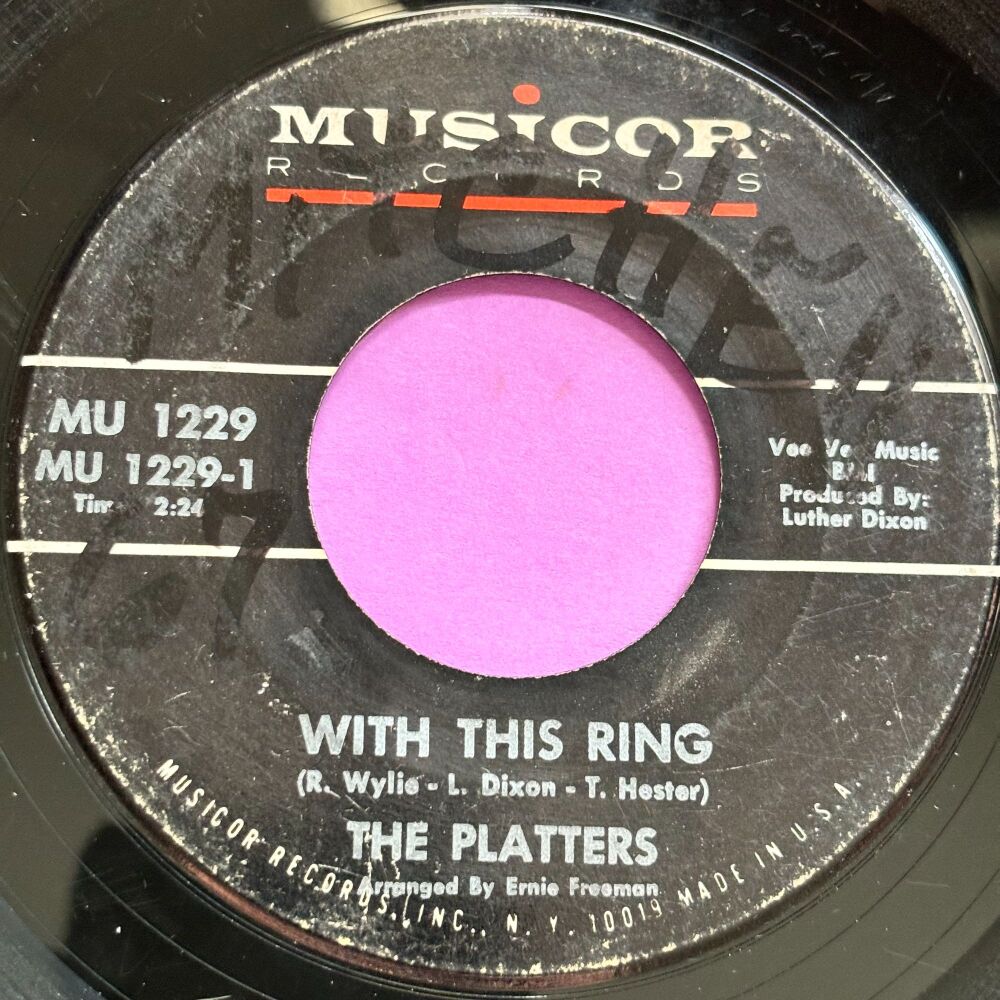 MUSICOR
RECORDS
MU 1229
MU 1229-1
Time 2:24
Vee Vee Music
BMI
Produced By:
Luther Dixon
WITH THIS RING
(R. Wylie - L. Dixon - T. Hester)
THE PLATTERS
Arranged By Ernie Freeman
MUSICOR RECORDS, INC., N. Y. 10019 MADE IN U.S.A.